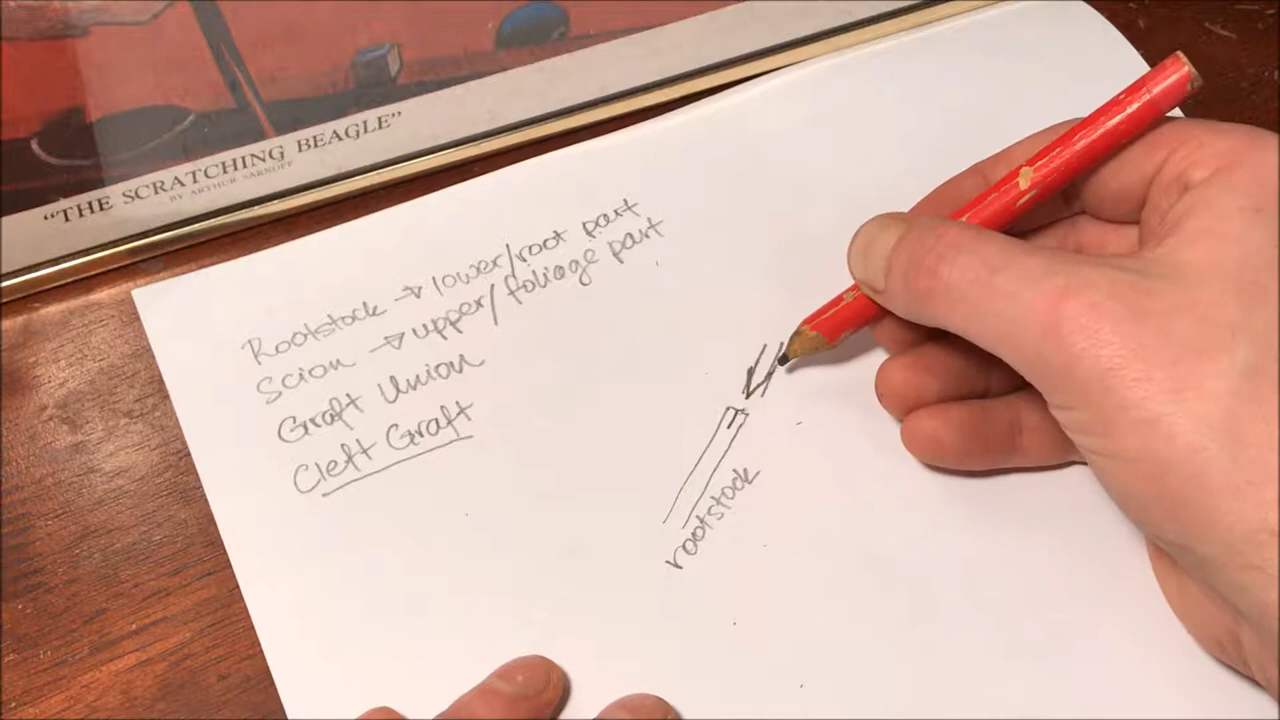 "THE SCRATCHING BEAGLE"
BY ARTHUR SARNOFF
Rootstock → lower/root part
Scion → upper/foliage part
Graft Union
Cleft Graft
rootstock